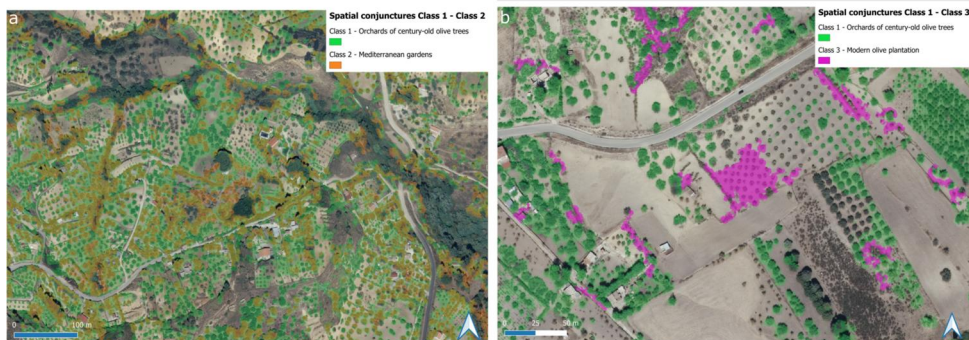 a
Spatial conjunctures Class 1 - Class 2
Class 1 - Orchards of century-old olive trees
Class 2 - Mediterranean gardens
0 100 m
b
Spatial conjunctures Class 1 - Class 3
Class 1 - Orchards of century-old olive trees
Class 3 - Modern olive plantation
25 50 m